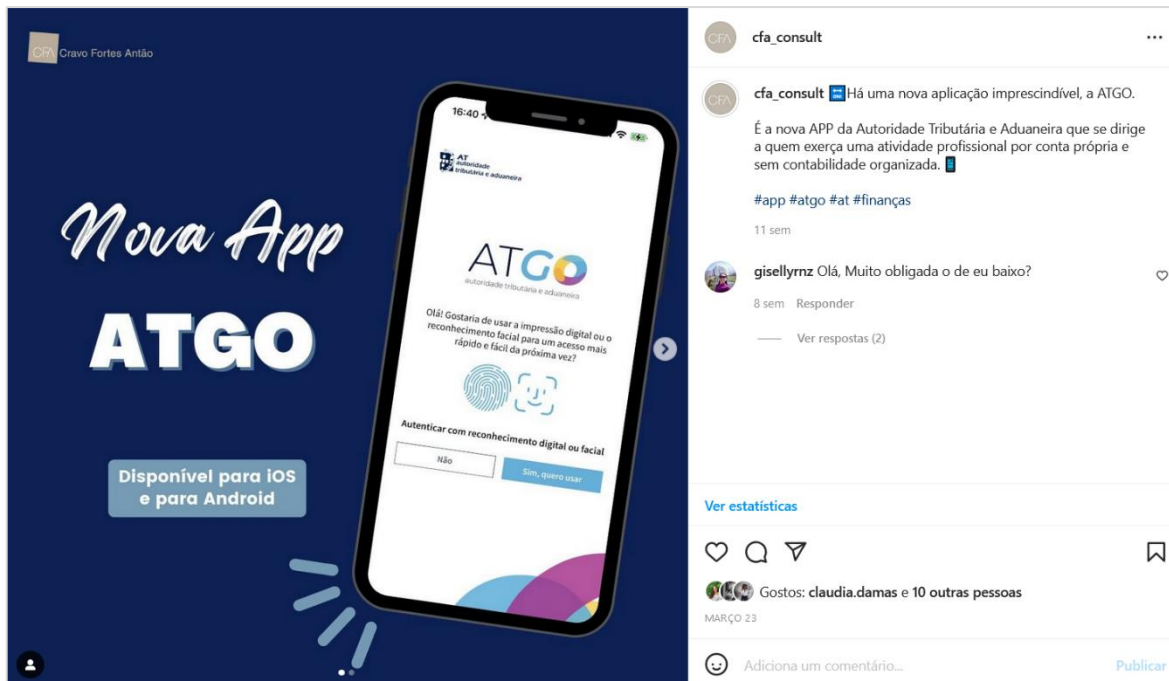 CFA Cravo Fortes Antão
Nova App
ATGO
Disponível para iOS
e para Android
16:40
AT
autoridade
tributária e aduaneira
ATGO
autoridade tributária e aduaneira
Olá! Gostaria de usar a impressão digital ou o
reconhecimento facial para um acesso mais
rápido e fácil da próxima vez?
Autenticar com reconhecimento digital ou facial
Não
Sim, quero usar
CFA
cfa_consult
CFA
cfa_consult Há uma nova aplicação imprescindível, a ATGO.
É a nova APP da Autoridade Tributária e Aduaneira que se dirige
a quem exerça uma atividade profissional por conta própria e
sem contabilidade organizada.
#app #atgo #at #finanças
11 sem
gisellyrnz Olá, Muito obrigada o de eu baixo?
8 sem Responder
Ver respostas (2)
Ver estatísticas
Gostos: claudia.damas e 10 outras pessoas
MARÇO 23
Adiciona um comentário...
Publicar